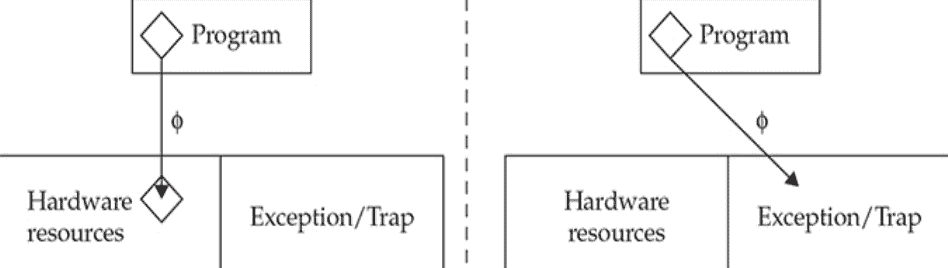 Program
ϕ
Hardware
resources
Exception/Trap
Program
ϕ
Hardware
resources
Exception/Trap